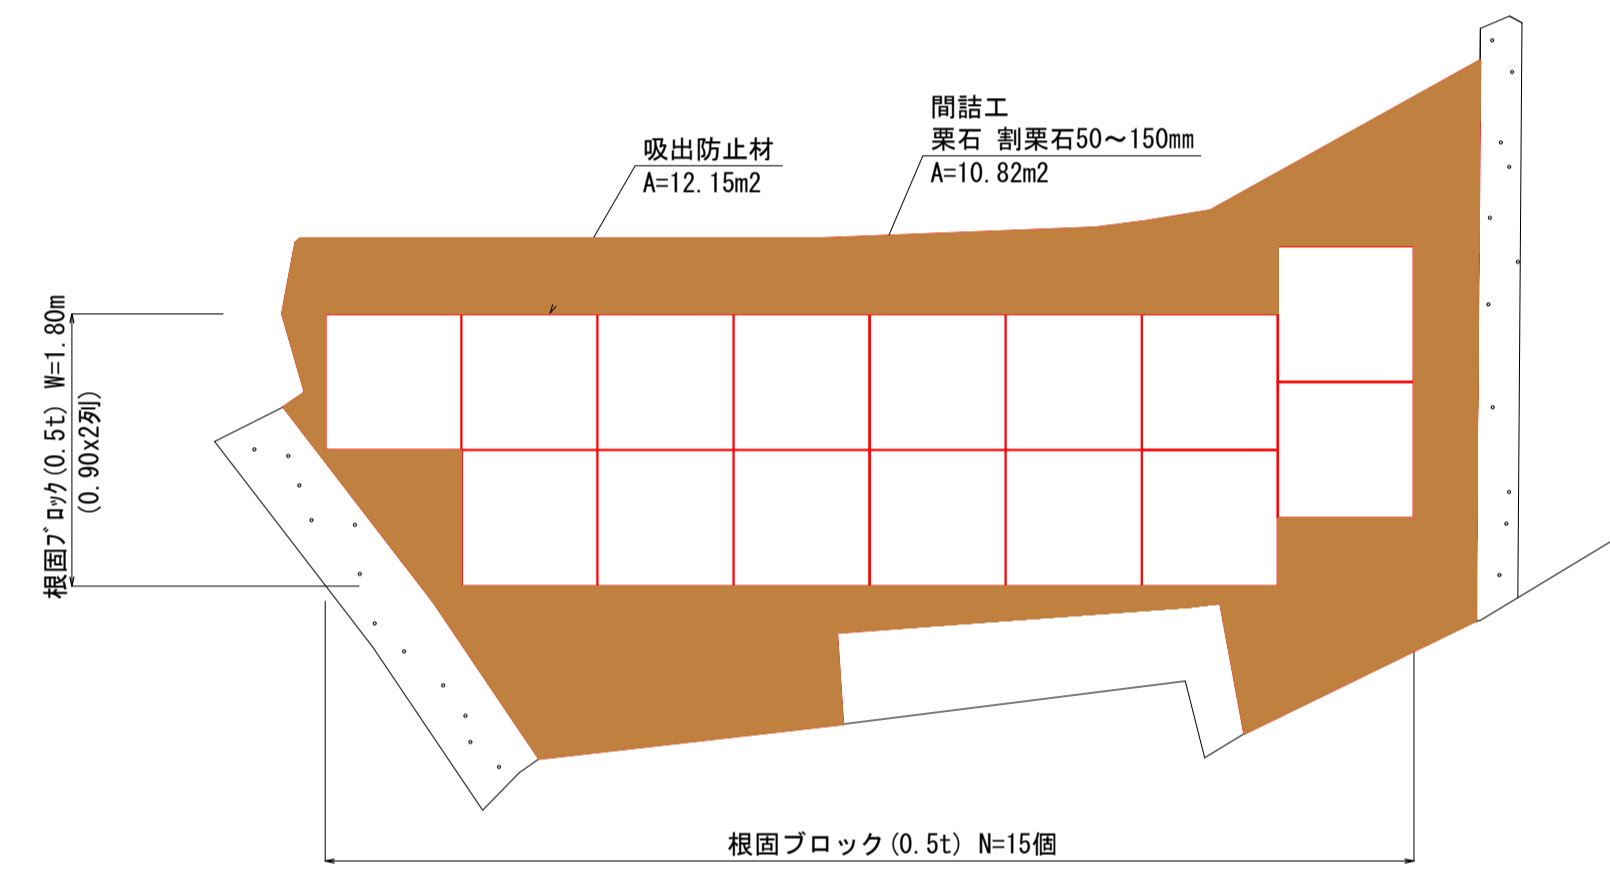 間詰工
栗石 割栗石50～150mm
A=10.82m2
吸出防止材
A=12.15m2
根固ﾌﾞﾛｯｸ(0.5t) W=1.80m
(0.90x2列)
根固ブロック(0.5t) N=15個